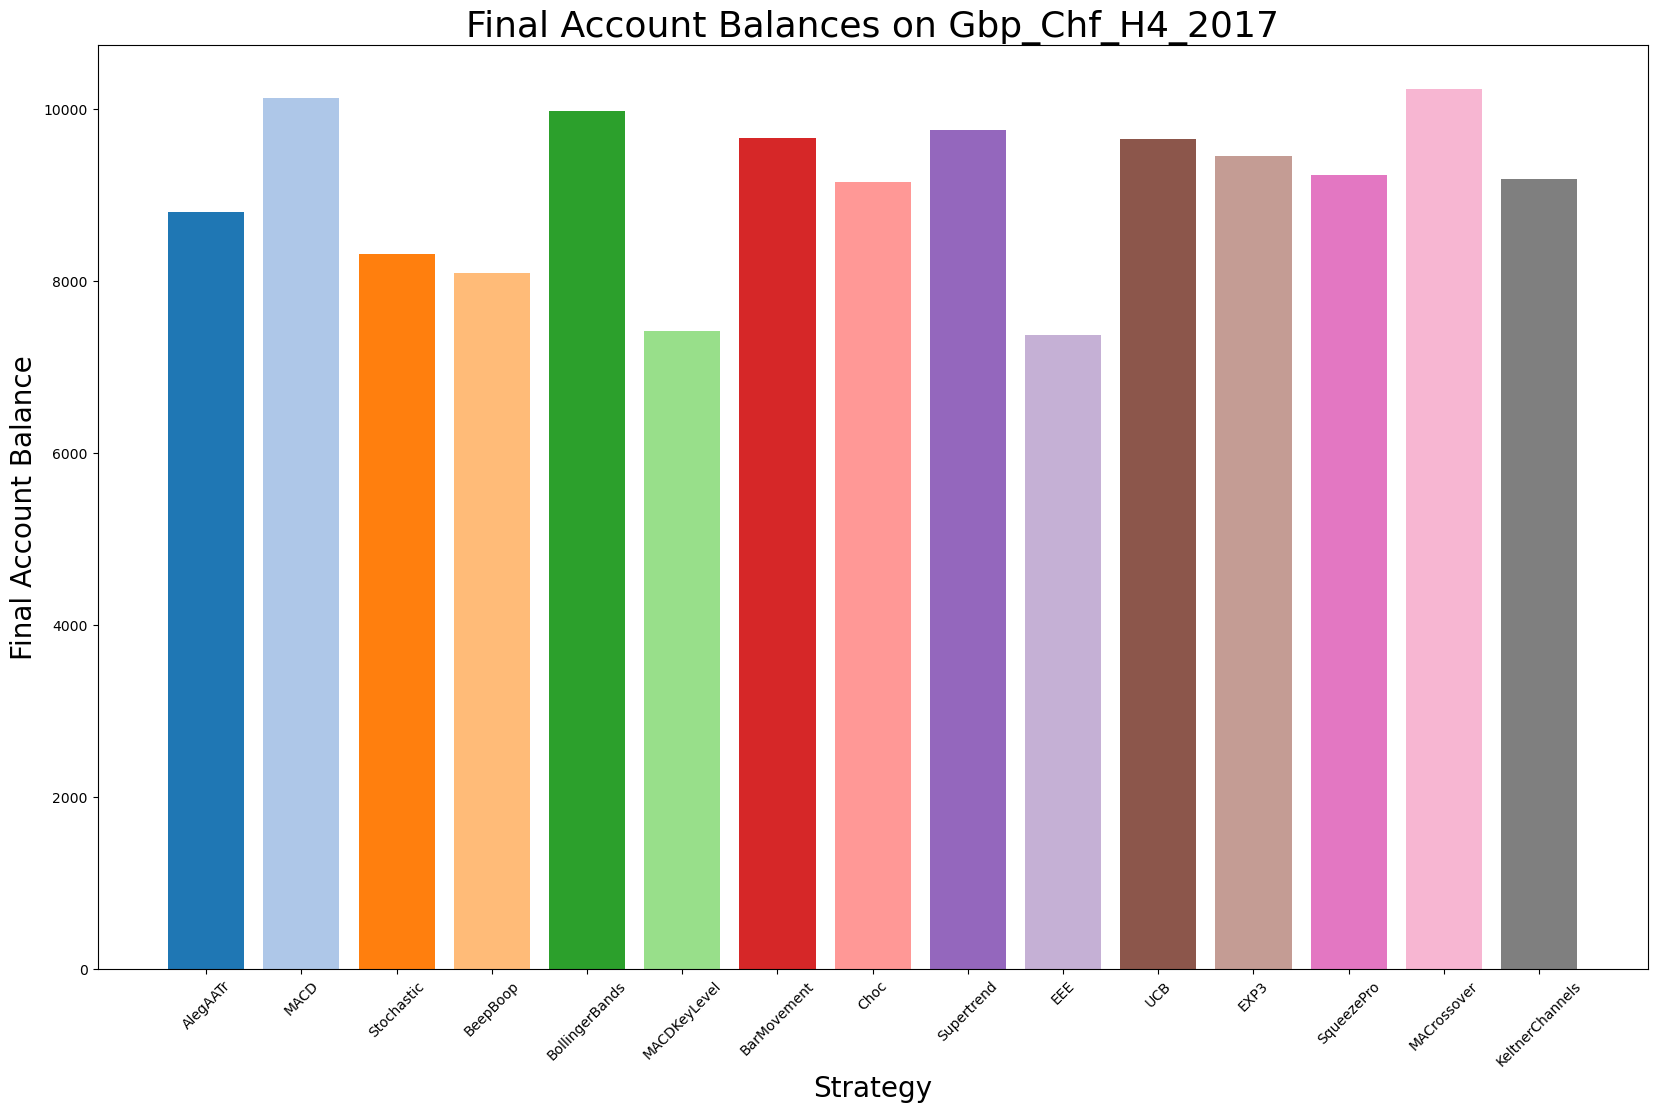 Final Account Balances on Gbp_Chf_H4_2017
Final Account Balance
10000
8000
6000
4000
2000
0
AlegAATr
MACD
Stochastic
BeepBoop
BollingerBands
MACDKeyLevel
BarMovement
Choc
Supertrend
EEE
UCB
EXP3
SqueezePro
MACrossover
KeltnerChannels
Strategy